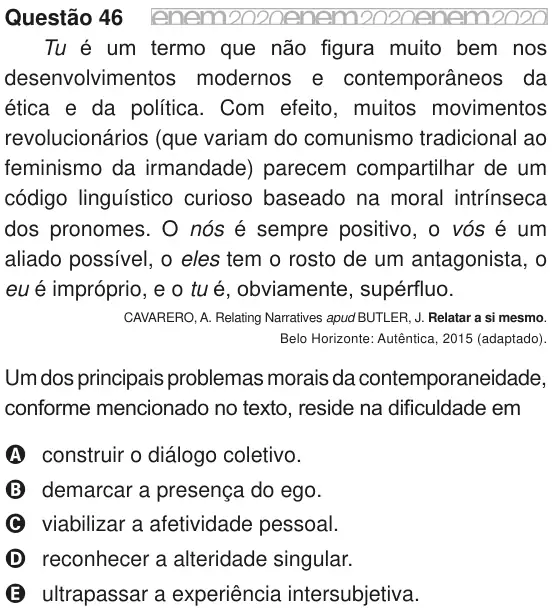 Questão 46 enem2020enem2020enem2020
Tu é um termo que não figura muito bem nos
desenvolvimentos modernos e contemporâneos da
ética e da política. Com efeito, muitos movimentos
revolucionários (que variam do comunismo tradicional ao
feminismo da irmandade) parecem compartilhar de um
código linguístico curioso baseado na moral intrínseca
dos pronomes. O nós é sempre positivo, o vós é um
aliado possível, o eles tem o rosto de um antagonista, o
eu é impróprio, e o tu é, obviamente, supérfluo.
CAVARERO, A. Relating Narratives apud BUTLER, J. Relatar a si mesmo.
Belo Horizonte: Autêntica, 2015 (adaptado).
Um dos principais problemas morais da contemporaneidade,
conforme mencionado no texto, reside na dificuldade em
A construir o diálogo coletivo.
B demarcar a presença do ego.
C viabilizar a afetividade pessoal.
D reconhecer a alteridade singular.
E ultrapassar a experiência intersubjetiva.